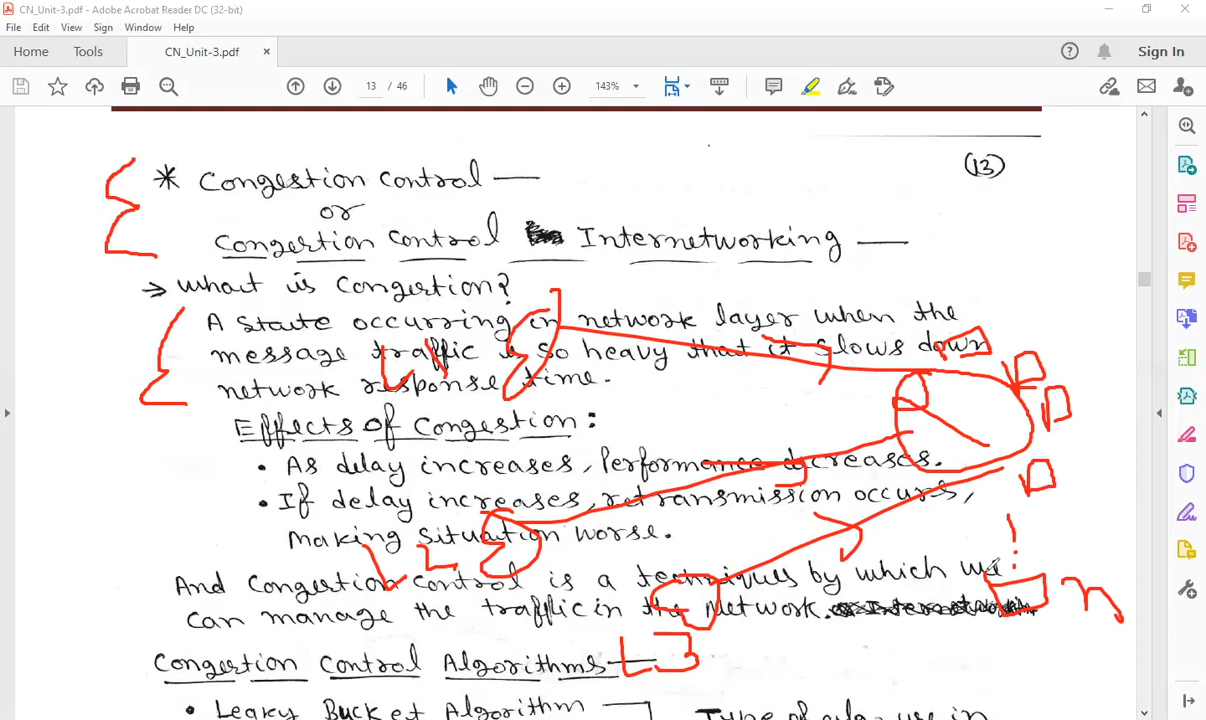 CN_Unit-3.pdf - Adobe Acrobat Reader DC (32-bit)
File Edit View Sign Window Help
Home Tools CN_Unit-3.pdf × Sign In
13 / 46 143%
(13)
* Congestion Control —
or
Congestion Control Internetworking —
→ What is Congestion?
A state occurring in network layer when the
message traffic is so heavy that it slows down
network response time.
Effects of Congestion:
• As delay increases, Performance decreases.
• If delay increases, retransmission occurs,
Making situation worse.
And Congestion Control is a techniques by which we
can manage the traffic in the Network.
n
Congestion Control Algorithms —
L3
• Leaky Bucket Algorithm